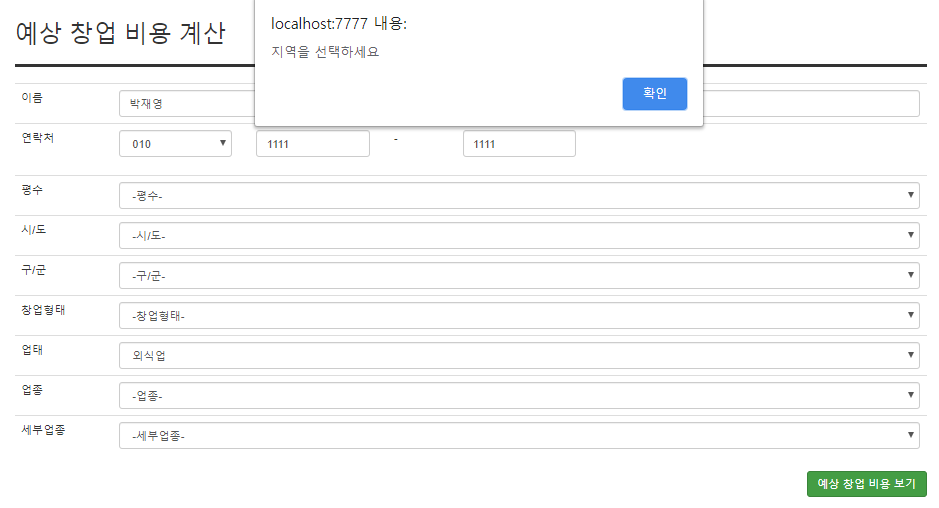 예상 창업 비용 계산
localhost:7777 내용:
지역을 선택하세요
확인
이름 박재영
연락처 010 1111 - 1111
평수 -평수-
시/도 -시/도-
구/군 -구/군-
창업형태 -창업형태-
업태 외식업
업종 -업종-
세부업종 -세부업종-
예상 창업 비용 보기